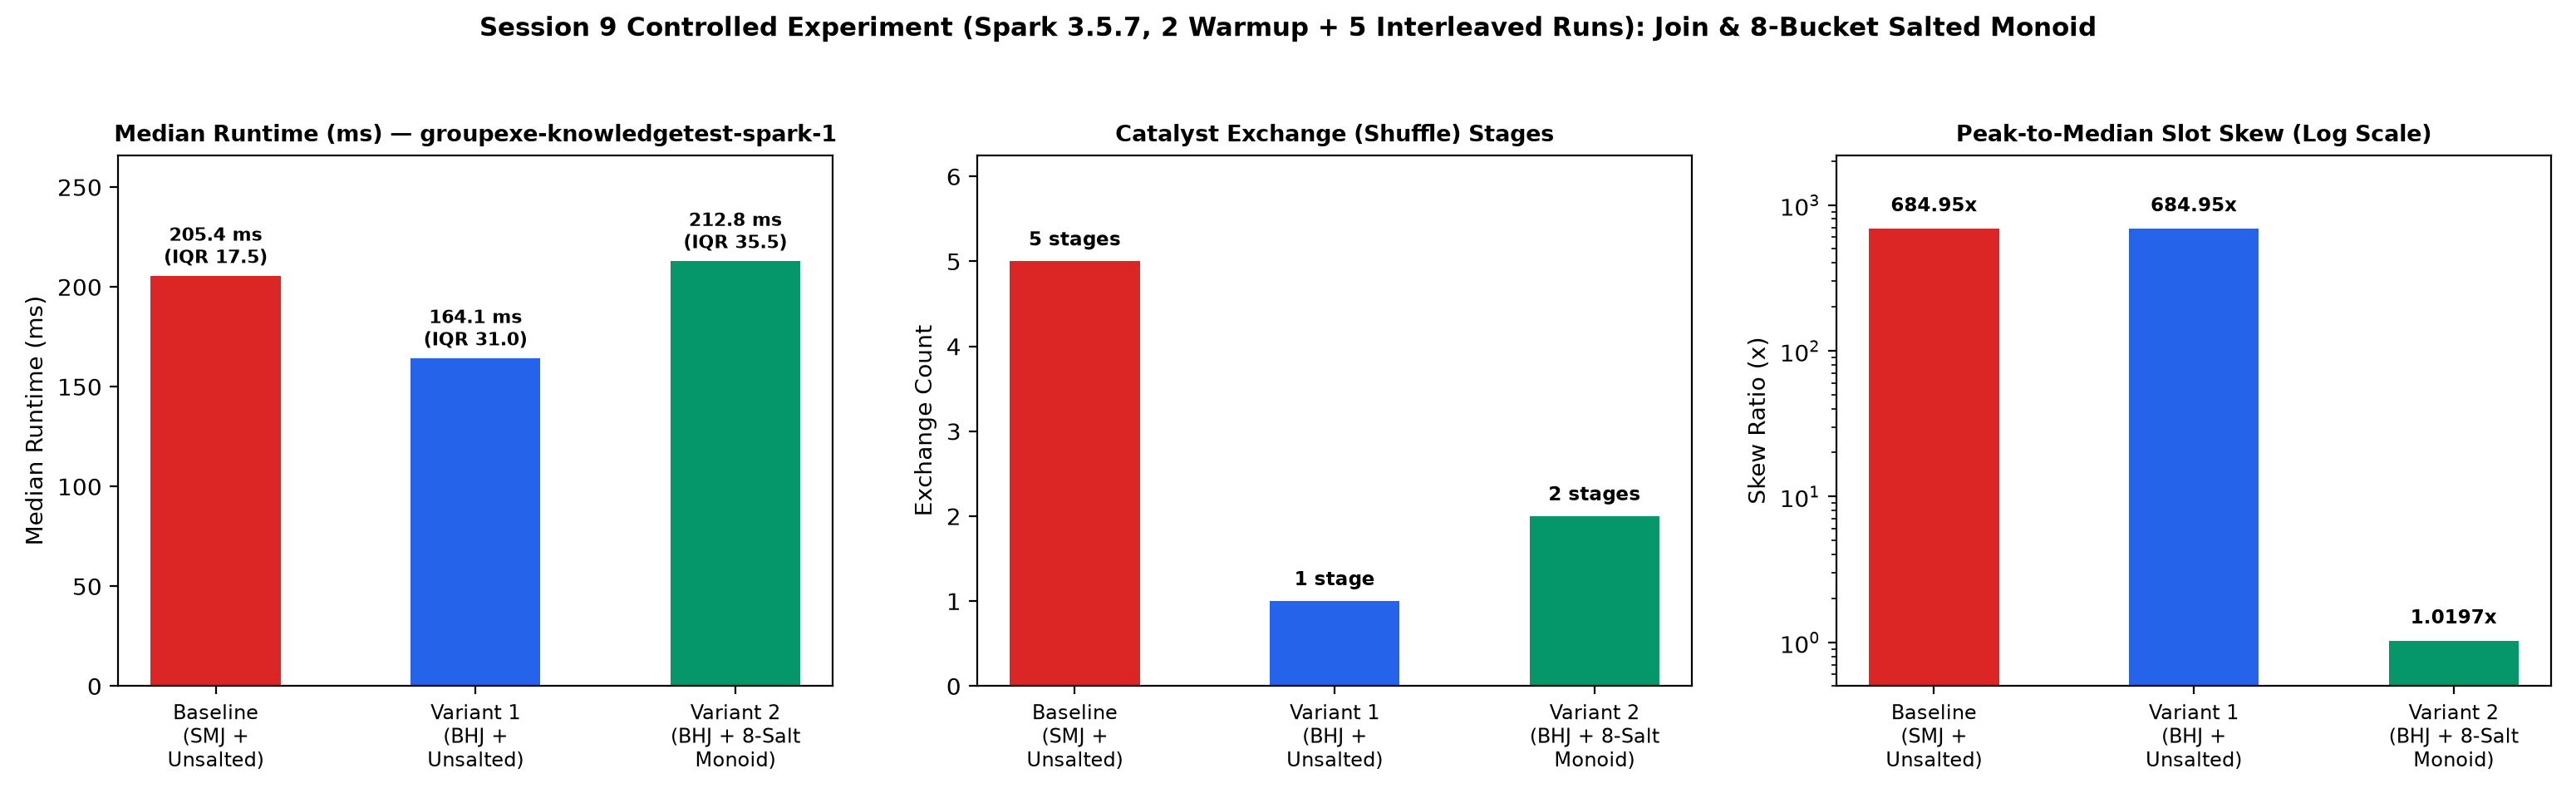 Session 9 Controlled Experiment (Spark 3.5.7, 2 Warmup + 5 Interleaved Runs): Join & 8-Bucket Salted Monoid
Median Runtime (ms) — groupexe-knowledgetest-spark-1
Median Runtime (ms)
250
200
150
100
50
0
205.4 ms
(IQR 17.5)
164.1 ms
(IQR 31.0)
212.8 ms
(IQR 35.5)
Baseline
(SMJ +
Unsalted)
Variant 1
(BHJ +
Unsalted)
Variant 2
(BHJ + 8-Salt
Monoid)
Catalyst Exchange (Shuffle) Stages
Exchange Count
6
5
4
3
2
1
0
5 stages
1 stage
2 stages
Baseline
(SMJ +
Unsalted)
Variant 1
(BHJ +
Unsalted)
Variant 2
(BHJ + 8-Salt
Monoid)
Peak-to-Median Slot Skew (Log Scale)
Skew Ratio (x)
10³
10²
10¹
10⁰
684.95x
684.95x
1.0197x
Baseline
(SMJ +
Unsalted)
Variant 1
(BHJ +
Unsalted)
Variant 2
(BHJ + 8-Salt
Monoid)